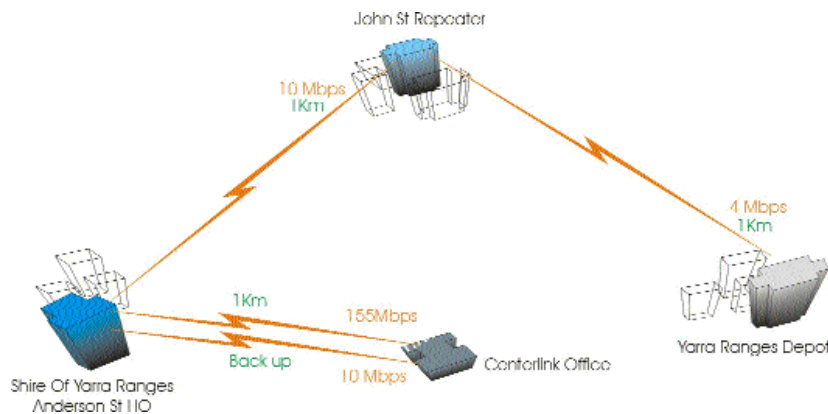 John St Repeater
10 Mbps
1Km
4 Mbps
1Km
1Km
155Mbps
Back up
10 Mbps
Centerlink Office
Yarra Ranges Depot
Shire Of Yarra Ranges
Anderson St HO